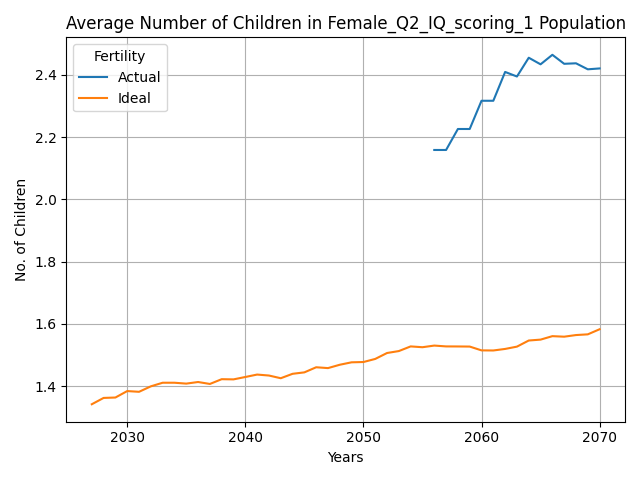 Average Number of Children in Female_Q2_IQ_scoring_1 Population
Fertility
Actual
Ideal
No. of Children
2.4
2.2
2.0
1.8
1.6
1.4
2030 2040 2050 2060 2070
Years